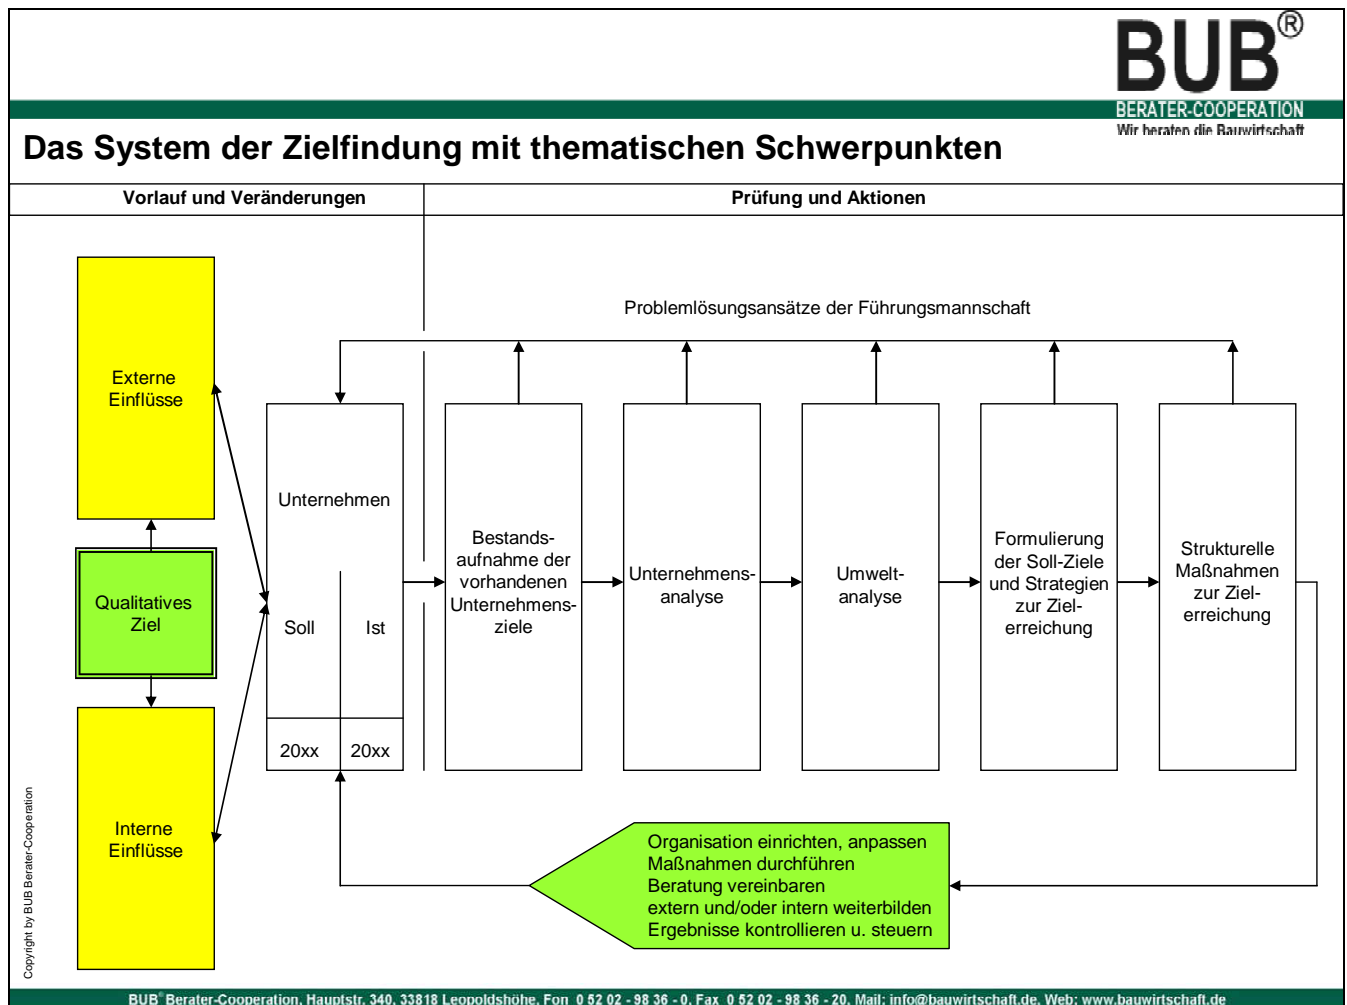 BUB®
BERATER-COOPERATION
Wir beraten die Bauwirtschaft
Das System der Zielfindung mit thematischen Schwerpunkten
Vorlauf und Veränderungen
Prüfung und Aktionen
Problemlösungsansätze der Führungsmannschaft
Externe
Einflüsse
Qualitatives
Ziel
Interne
Einflüsse
Unternehmen
Soll Ist
20xx 20xx
Bestands-
aufnahme der
vorhandenen
Unternehmens-
ziele
Unternehmens-
analyse
Umwelt-
analyse
Formulierung
der Soll-Ziele
und Strategien
zur Ziel-
erreichung
Strukturelle
Maßnahmen
zur Ziel-
erreichung
Organisation einrichten, anpassen
Maßnahmen durchführen
Beratung vereinbaren
extern und/oder intern weiterbilden
Ergebnisse kontrollieren u. steuern
Copyright by BUB Berater-Cooperation
BUB® Berater-Cooperation, Hauptstr. 340, 33818 Leopoldshöhe, Fon 0 52 02 - 98 36 - 0, Fax 0 52 02 - 98 36 - 20, Mail: info@bauwirtschaft.de, Web: www.bauwirtschaft.de